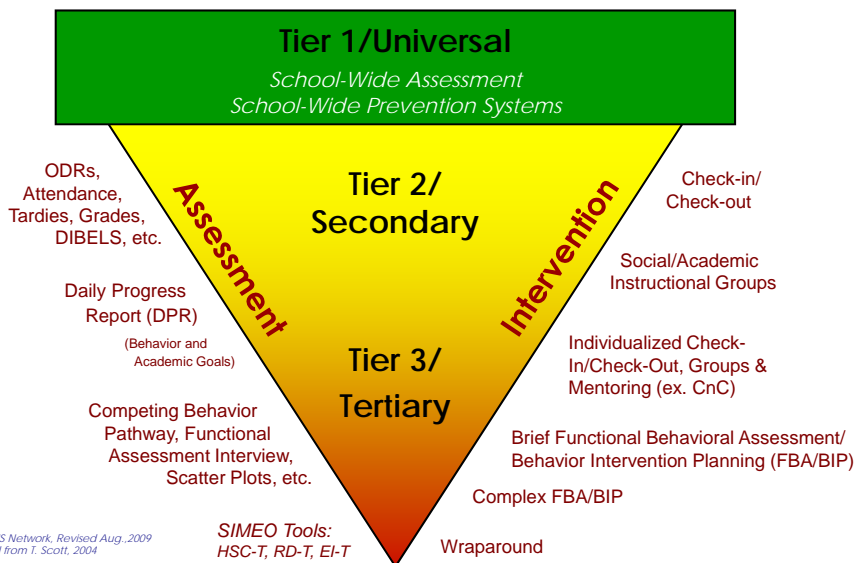 Tier 1/Universal
School-Wide Assessment
School-Wide Prevention Systems
ODRs,
Attendance,
Tardies, Grades,
DIBELS, etc.
Daily Progress
Report (DPR)
(Behavior and
Academic Goals)
Competing Behavior
Pathway, Functional
Assessment Interview,
Scatter Plots, etc.
SIMEO Tools:
HSC-T, RD-T, EI-T
Assessment
Tier 2/
Secondary
Tier 3/
Tertiary
Intervention
Check-in/
Check-out
Social/Academic
Instructional Groups
Individualized Check-
In/Check-Out, Groups &
Mentoring (ex. CnC)
Brief Functional Behavioral Assessment/
Behavior Intervention Planning (FBA/BIP)
Complex FBA/BIP
Wraparound
Network, Revised Aug.,2009
from T. Scott, 2004